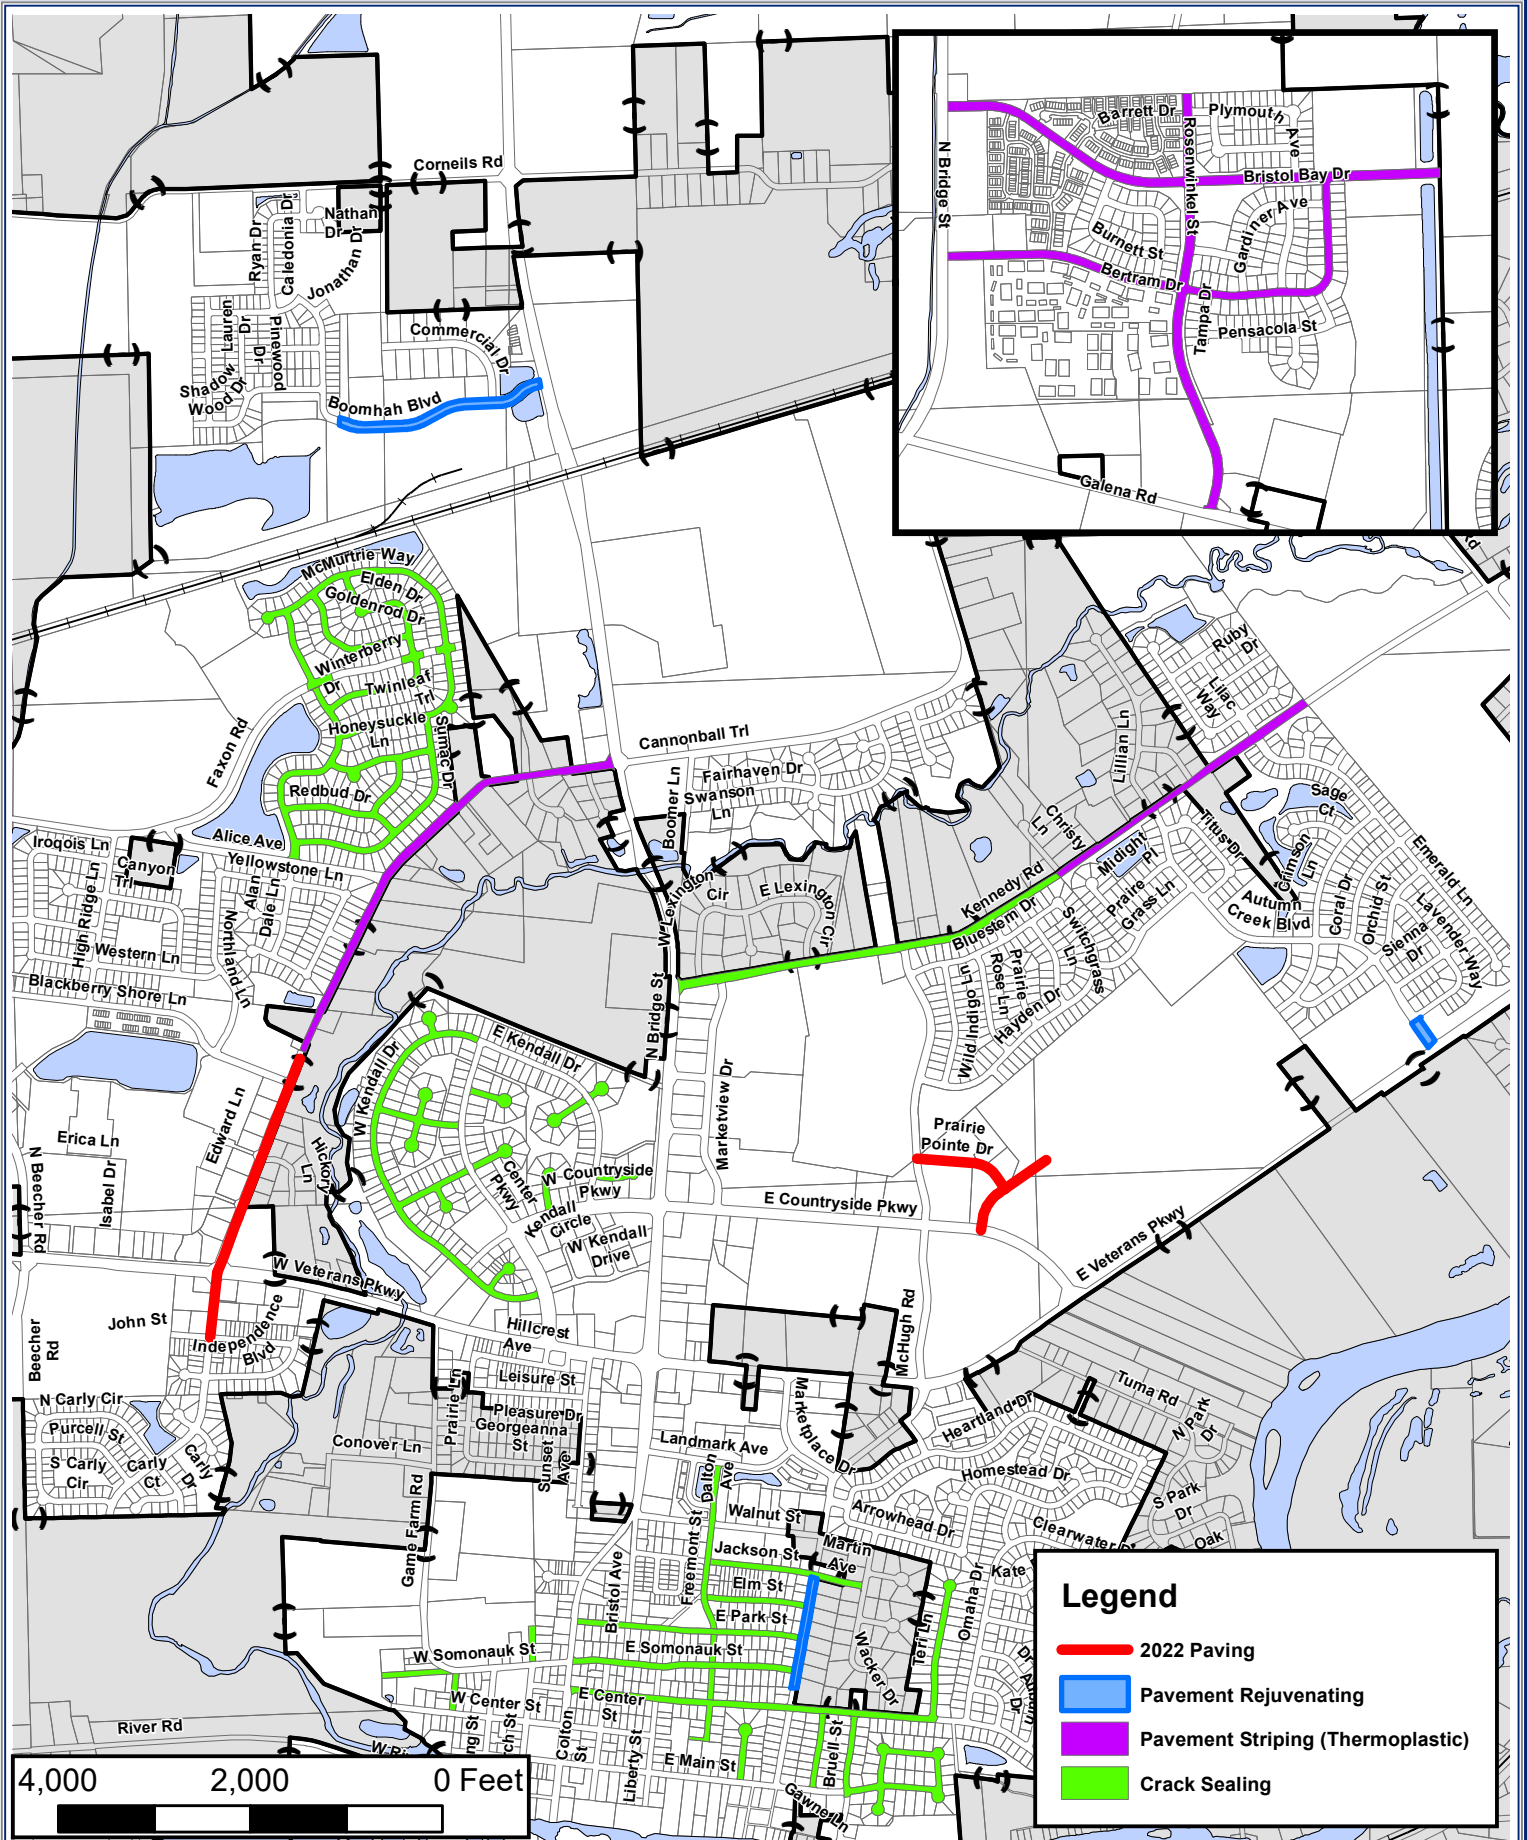 Corneils Rd
Nathan
Dr
Ryan Dr
Caledonia Dr
Jonathan Dr
Lauren
Dr
Pinewood
Dr
Shadow
Wood Dr
Commercial Dr
Boomhah Blvd
N Bridge St
Barrett Dr
Rosenwinkel St
Plymouth
Ave
Bristol Bay Dr
Gardiner Ave
Burnett St
Bertram Dr
Tampa Dr
Pensacola St
Galena Rd
Rd
McMurtrie Way
Elden Dr
Goldenrod Dr
Winterberry
Dr
Twinleaf
Trl
Honeysuckle
Ln
Sumac Dr
Redbud Dr
Faxon Rd
Alice Ave
Yellowstone Ln
Iroqois Ln
Canyon
Trl
High Ridge Ln
Alan
Dale Ln
Northland Ln
Western Ln
Blackberry Shore Ln
Cannonball Trl
Boomer Ln
Fairhaven Dr
Swanson
Ln
W Lexington
Cir
E Lexington Cir
N Bridge St
Kennedy Rd
Bluestem Dr
Christy
Ln
Lillian Ln
Ruby
Dr
Lilac
Way
Midight
Pl
Titus Dr
Prairie
Rose Ln
Wild Indigo Ln
Hayden Dr
Switchgrass
Ln
Praire
Grass Ln
Sage
Ct
Crimson
Ln
Autumn
Creek Blvd
Coral Dr
Orchid St
Sienna
Dr
Lavender Way
Emerald Ln
W Kendall Dr
E Kendall Dr
Center
Pkwy
W Countryside
Pkwy
Kendall
Circle
W Kendall
Drive
Marketview Dr
Prairie
Pointe Dr
E Countryside Pkwy
E Veterans Pkwy
McHugh Rd
Edward Ln
Erica Ln
Isabel Dr
N Beecher Rd
Hickory
Ln
W Veterans Pkwy
John St
Independence
Blvd
Beecher
Rd
N Carly Cir
Purcell St
S Carly
Cir
Carly
Ct
Carly
Dr
Hillcrest
Ave
Leisure St
Prairie Ln
Pleasure Dr
Georgeanna
St
Sunset
Ave
Conover Ln
Game Farm Rd
Landmark Ave
Marketplace Dr
Dalton
Ave
Walnut St
Freemont St
Jackson St
Martin
Ave
Elm St
E Park St
E Somonauk St
W Somonauk St
Bristol Ave
W Center St
E Center
St
Colton
St
Liberty St
E Main St
Bruell St
Gawne Ln
Wacker Dr
Teri Ln
Omaha Dr
Kate
Arrowhead Dr
Clearwater D
Homestead Dr
Heartland Dr
Tuma Rd
N Park
Dr
S Park
Dr
Oak
River Rd
4,000 2,000 0 Feet
Legend
2022 Paving
Pavement Rejuvenating
Pavement Striping (Thermoplastic)
Crack Sealing